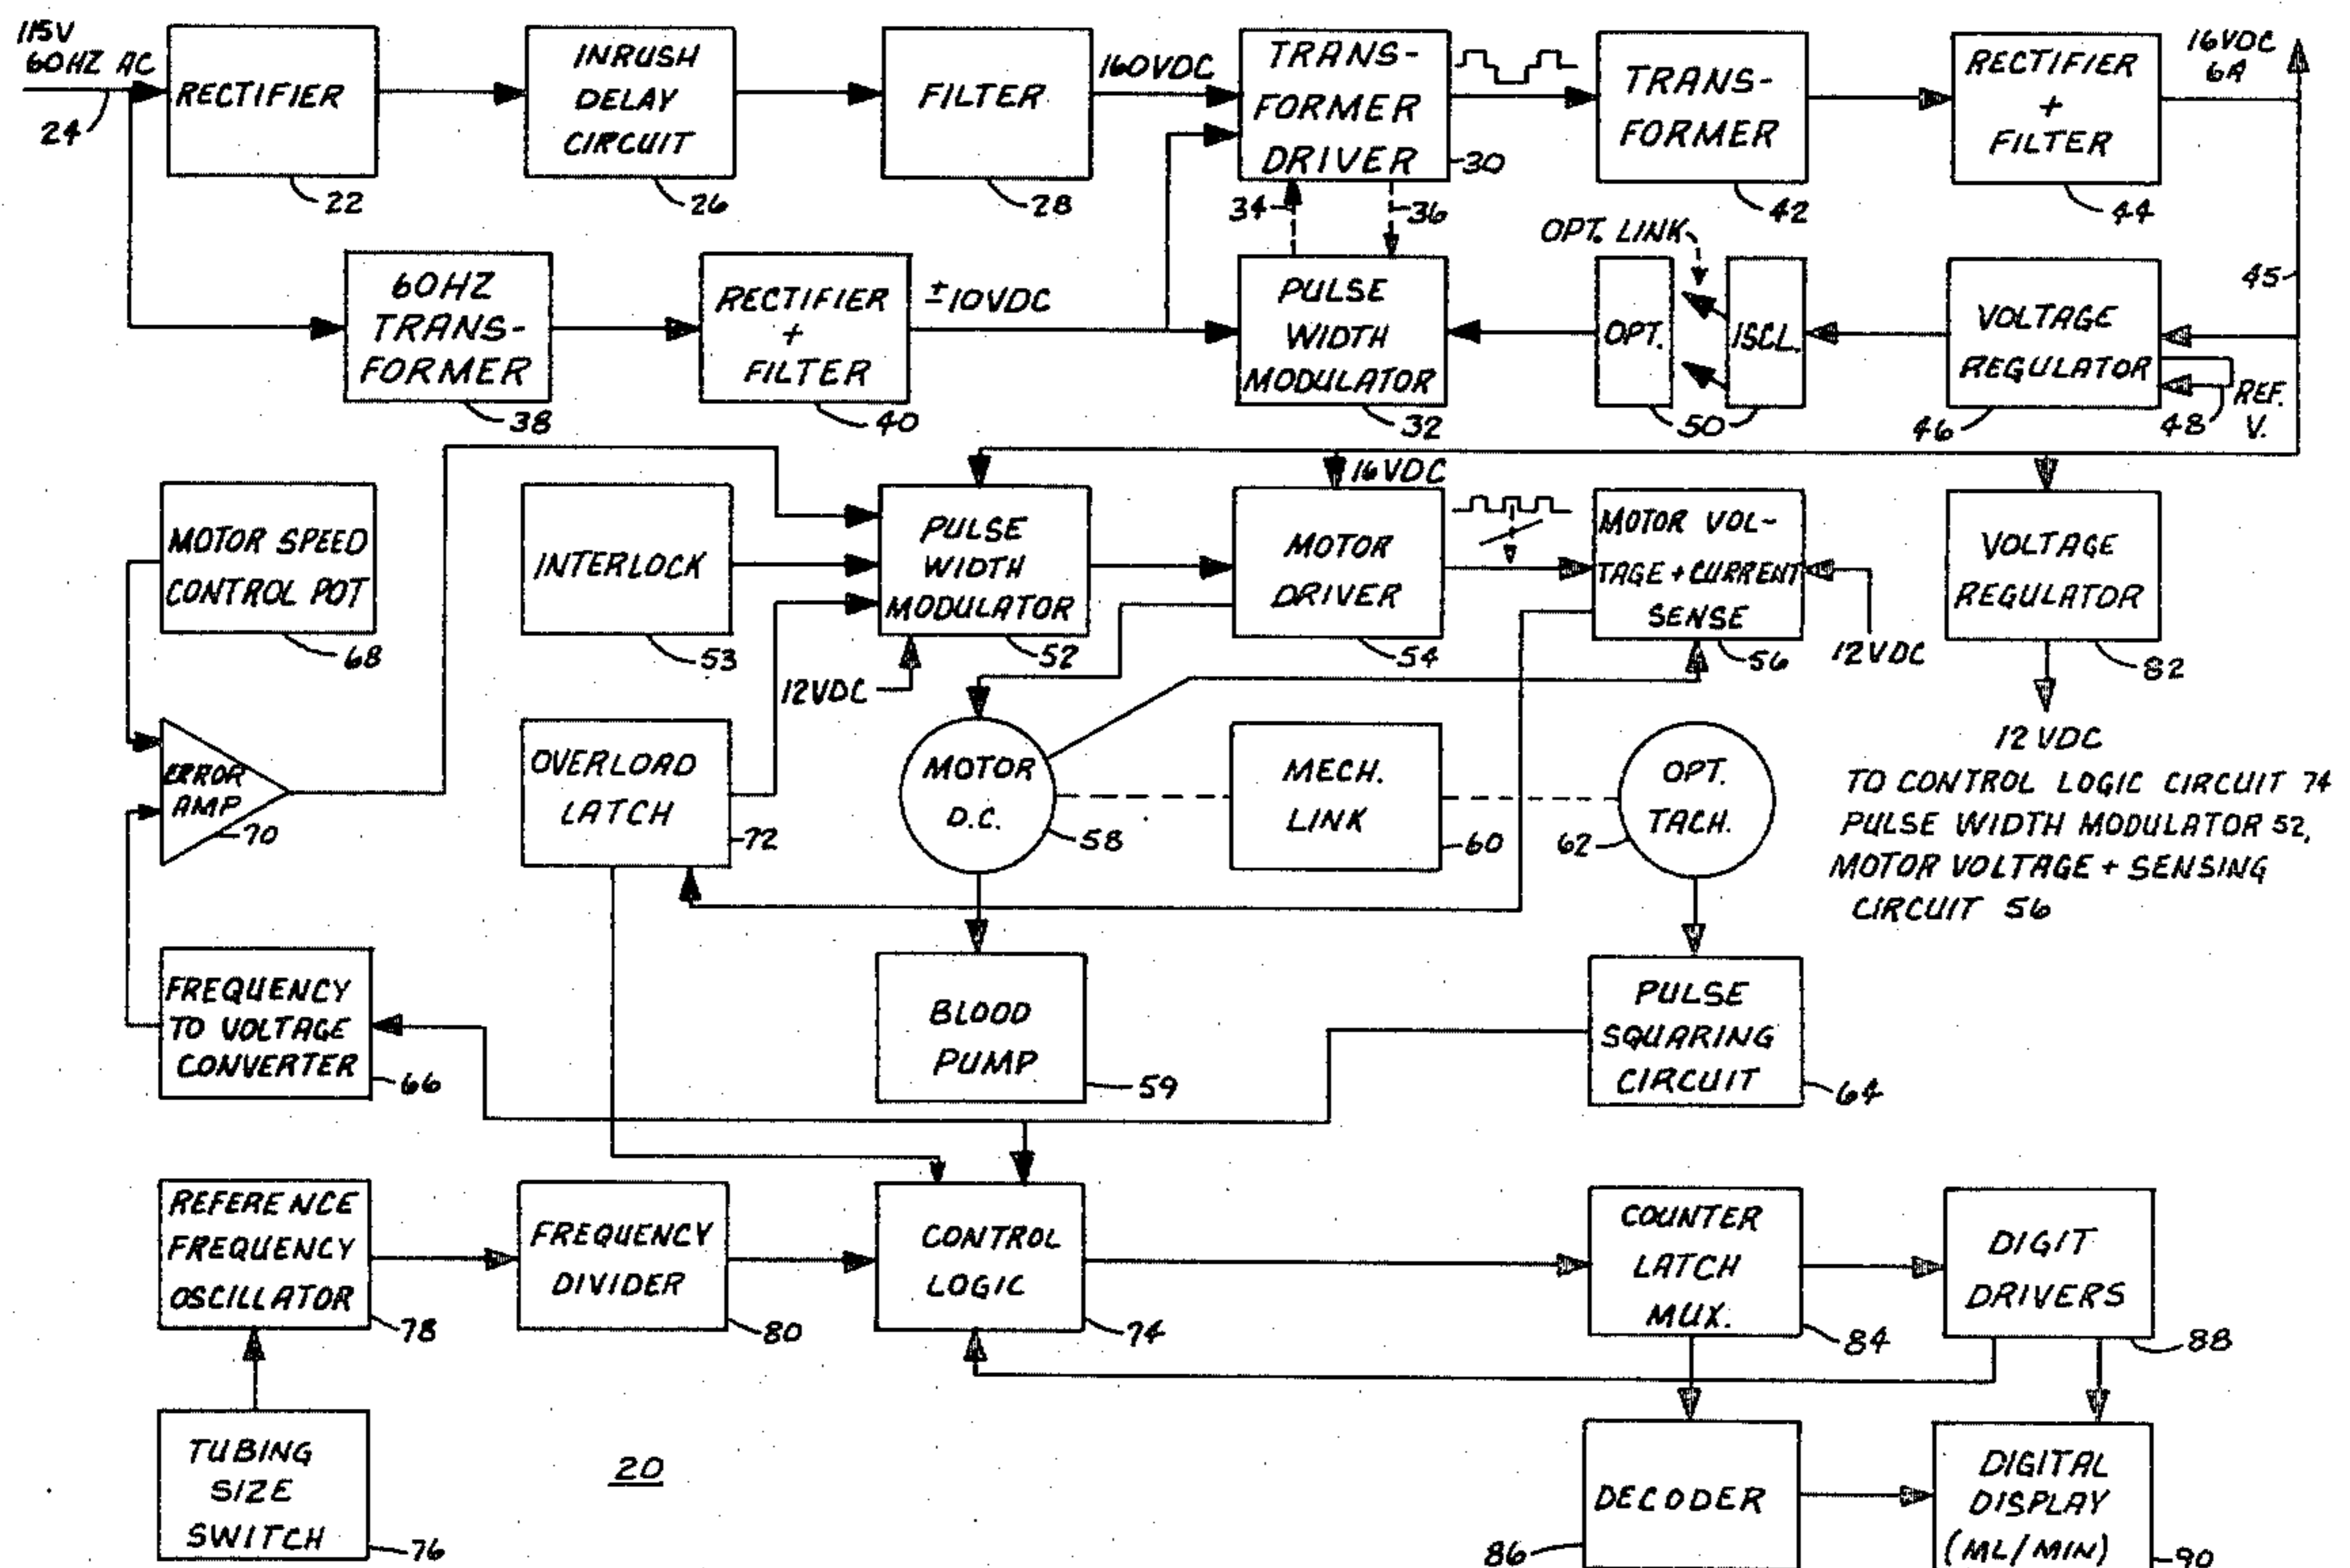 115V
60HZ AC
24
RECTIFIER
22
INRUSH
DELAY
CIRCUIT
26
FILTER
28
160VDC
TRANS-
FORMER
DRIVER
30
TRANS-
FORMER
42
RECTIFIER
+
FILTER
44
16VDC
6A
34
36
60HZ
TRANS-
FORMER
38
RECTIFIER
+
FILTER
40
±10VDC
PULSE
WIDTH
MODULATOR
32
OPT. LINK
OPT.
ISCL.
50
VOLTAGE
REGULATOR
46
48
REF.
V.
45
MOTOR SPEED
CONTROL POT
68
INTERLOCK
53
PULSE
WIDTH
MODULATOR
52
12VDC
16VDC
MOTOR
DRIVER
54
MOTOR VOL-
TAGE + CURRENT
SENSE
56
12VDC
VOLTAGE
REGULATOR
82
12 VDC
TO CONTROL LOGIC CIRCUIT 74
PULSE WIDTH MODULATOR 52,
MOTOR VOLTAGE + SENSING
CIRCUIT 56
ERROR
AMP
70
OVERLOAD
LATCH
72
MOTOR
D.C.
58
MECH.
LINK
60
OPT.
TACH.
62
FREQUENCY
TO VOLTAGE
CONVERTER
66
BLOOD
PUMP
59
PULSE
SQUARING
CIRCUIT
64
REFERENCE
FREQUENCY
OSCILLATOR
78
FREQUENCY
DIVIDER
80
CONTROL
LOGIC
74
COUNTER
LATCH
MUX.
84
DIGIT
DRIVERS
88
TUBING
SIZE
SWITCH
76
20
DECODER
86
DIGITAL
DISPLAY
(ML/MIN)
90